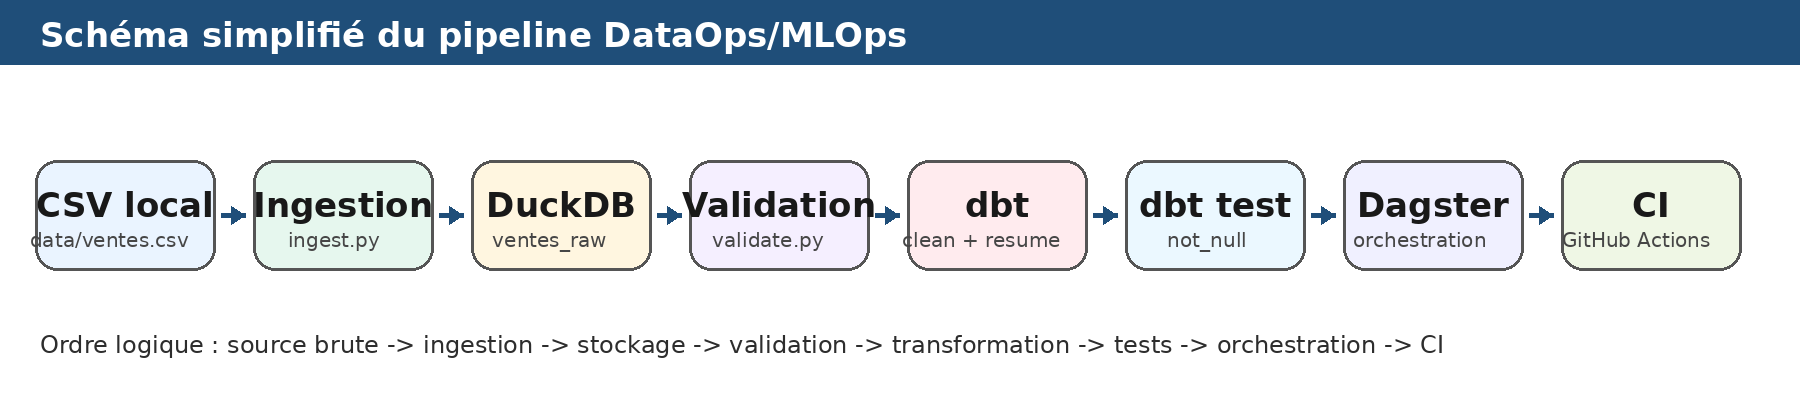 Schéma simplifié du pipeline DataOps/MLOps
CSV local
data/ventes.csv
Ingestion
ingest.py
DuckDB
ventes_raw
Validation
validate.py
dbt
clean + resume
dbt test
not_null
Dagster
orchestration
CI
GitHub Actions
Ordre logique : source brute -> ingestion -> stockage -> validation -> transformation -> tests -> orchestration -> CI